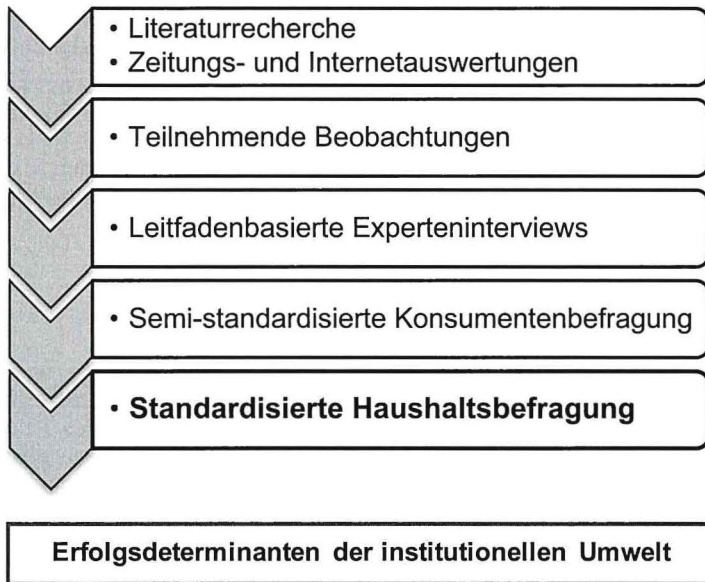 • Literaturrecherche
• Zeitungs- und Internetauswertungen
• Teilnehmende Beobachtungen
• Leitfadenbasierte Experteninterviews
• Semi-standardisierte Konsumentenbefragung
• Standardisierte Haushaltsbefragung
Erfolgsdeterminanten der institutionellen Umwelt